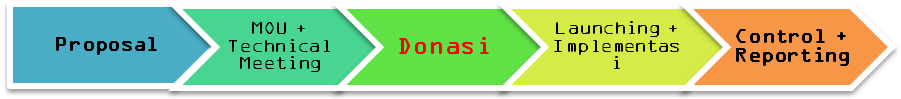 Proposal
MOU +
Technical
Meeting
Donasi
Launching +
Implementas
i
Control +
Reporting